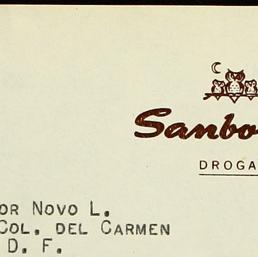 Sanbo
DROGA
OR NOVO L.
COL. DEL CARMEN
D. F.